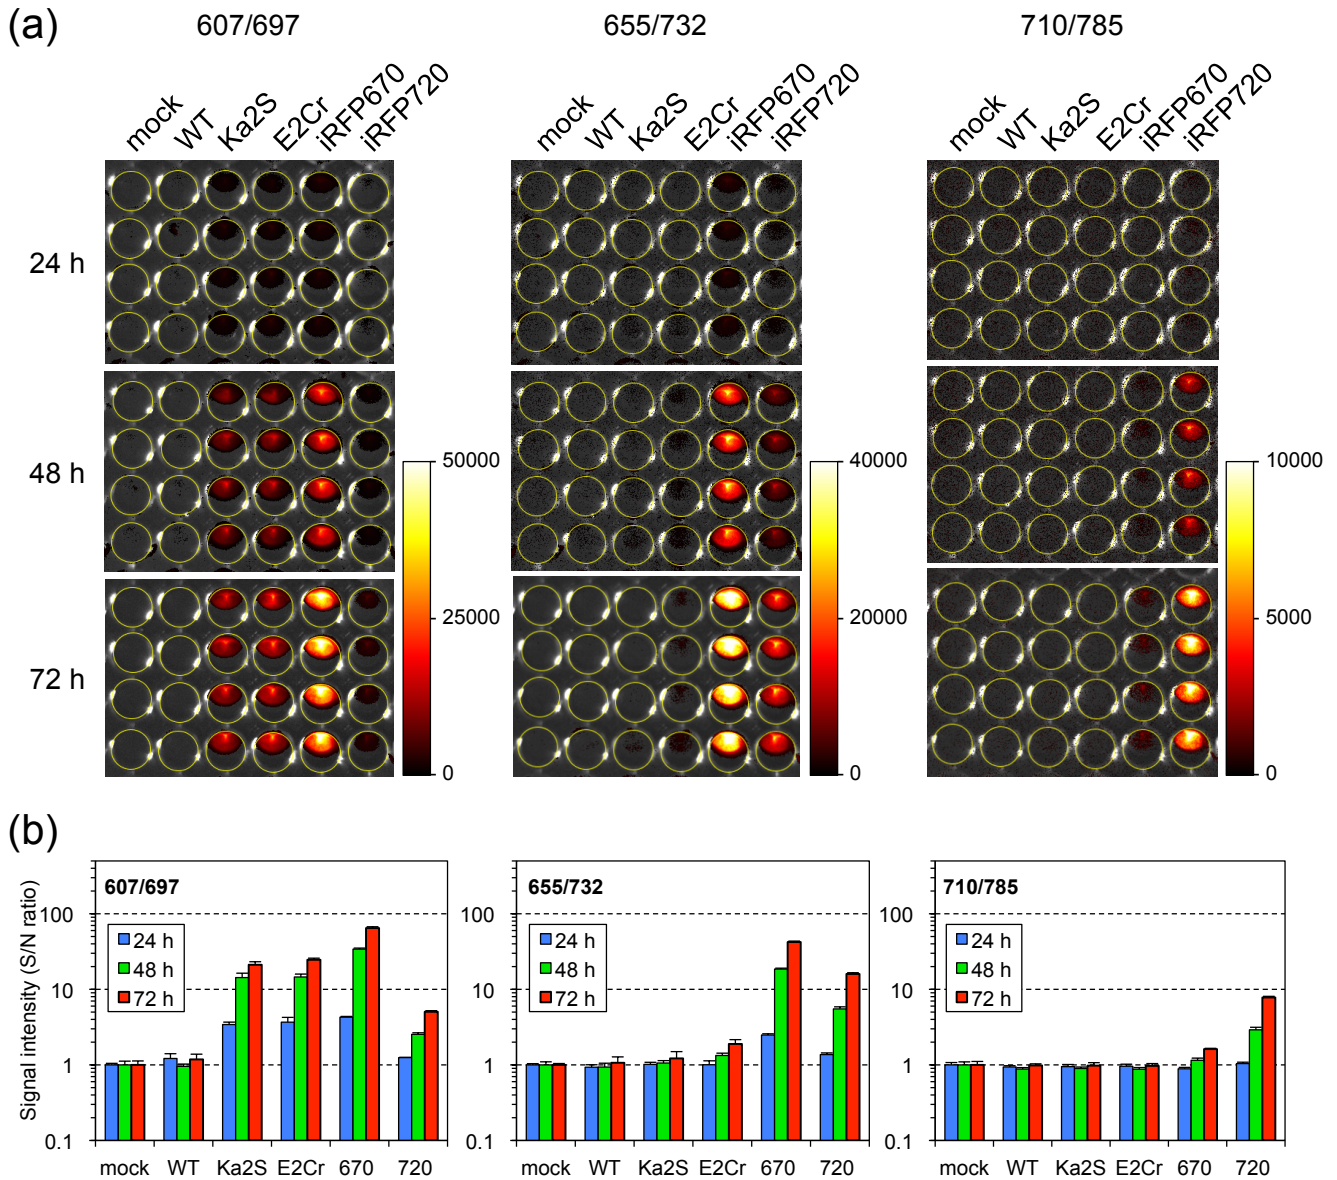 (a)
607/697 655/732 710/785
mock WT Ka2S E2Cr iRFP670 iRFP720
mock WT Ka2S E2Cr iRFP670 iRFP720
mock WT Ka2S E2Cr iRFP670 iRFP720
24 h
48 h
72 h
50000
25000
0
40000
20000
0
10000
5000
0
(b)
Signal intensity (S/N ratio)
100
10
1
0.1
607/697
24 h
48 h
72 h
mock WT Ka2S E2Cr 670 720
100
10
1
0.1
655/732
24 h
48 h
72 h
mock WT Ka2S E2Cr 670 720
100
10
1
0.1
710/785
24 h
48 h
72 h
mock WT Ka2S E2Cr 670 720